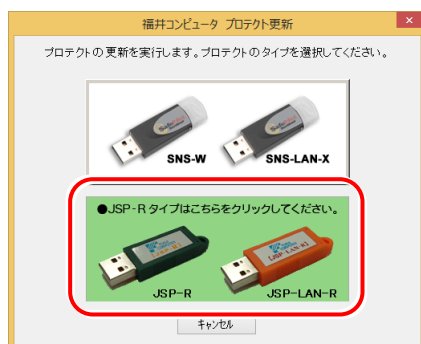 福井コンピュータ プロテクト更新
×
プロテクトの更新を実行します。プロテクトのタイプを選択してください。
SNS-W
SNS-LAN-X
●JSP-Rタイプはこちらをクリックしてください。
[JSP-LAN-R]
JSP-R
JSP-LAN-R
キャンセル